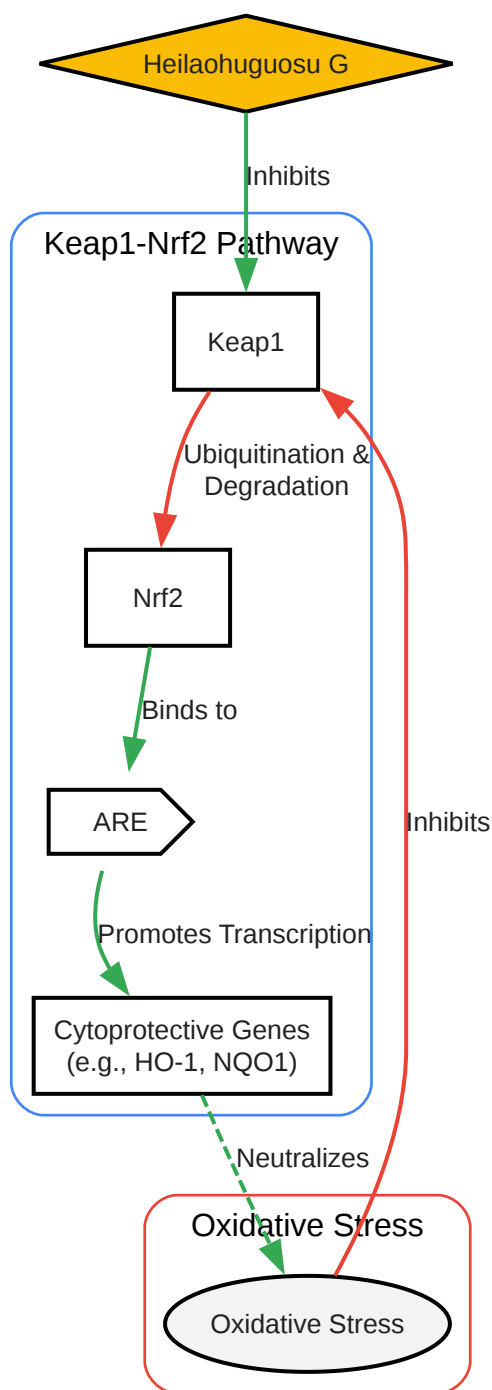 Heilaohuguosu G
Inhibits
Keap1-Nrf2 Pathway
Keap1
Ubiquitination &
Degradation
Nrf2
Binds to
ARE
Inhibits
Promotes Transcription
Cytoprotective Genes
(e.g., HO-1, NQO1)
Neutralizes
Oxidative Stress
Oxidative Stress